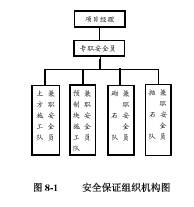 项目经理
专职安全员
土方施工队
兼职安全员
预制块施工队
兼职安全员
砌石队
兼职安全员
抛石队
兼职安全员
图 8-1 安全保证组织机构图